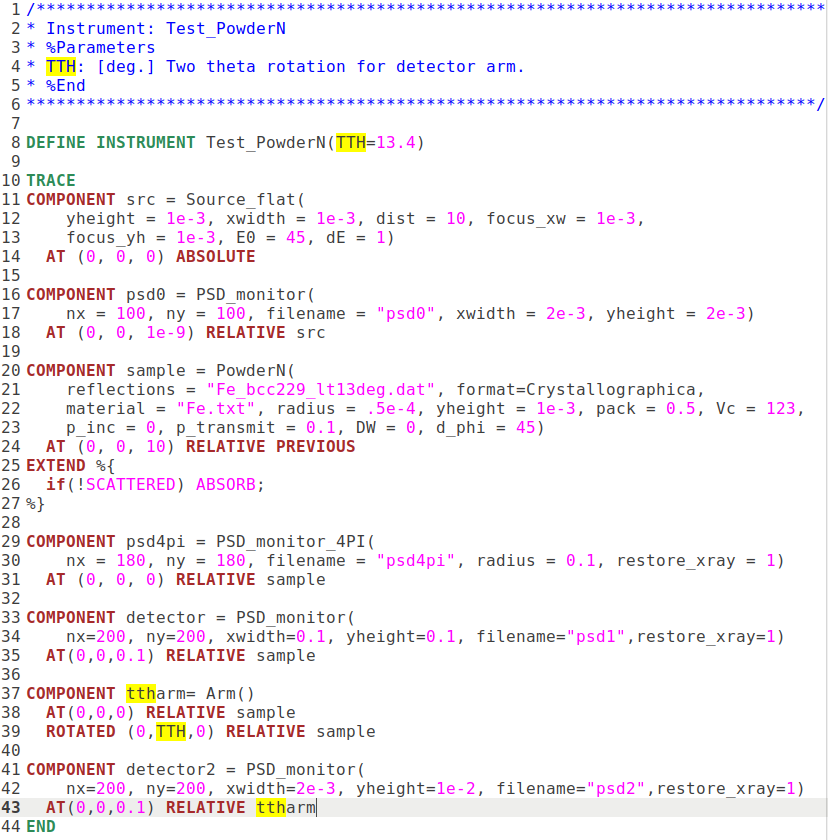 1 /*******************************************************************************
2 * Instrument: Test_PowderN
3 * %Parameters
4 * TTH: [deg.] Two theta rotation for detector arm.
5 * %End
6 *******************************************************************************/
7
8 DEFINE INSTRUMENT Test_PowderN(TTH=13.4)
9
10 TRACE
11 COMPONENT src = Source_flat(
12     yheight = 1e-3, xwidth = 1e-3, dist = 10, focus_xw = 1e-3,
13     focus_yh = 1e-3, E0 = 45, dE = 1)
14   AT (0, 0, 0) ABSOLUTE
15
16 COMPONENT psd0 = PSD_monitor(
17     nx = 100, ny = 100, filename = "psd0", xwidth = 2e-3, yheight = 2e-3)
18   AT (0, 0, 1e-9) RELATIVE src
19
20 COMPONENT sample = PowderN(
21     reflections = "Fe_bcc229_lt13deg.dat", format=Crystallographica,
22     material = "Fe.txt", radius = .5e-4, yheight = 1e-3, pack = 0.5, Vc = 123,
23     p_inc = 0, p_transmit = 0.1, DW = 0, d_phi = 45)
24   AT (0, 0, 10) RELATIVE PREVIOUS
25 EXTEND %{
26   if(!SCATTERED) ABSORB;
27 %}
28
29 COMPONENT psd4pi = PSD_monitor_4PI(
30     nx = 180, ny = 180, filename = "psd4pi", radius = 0.1, restore_xray = 1)
31   AT (0, 0, 0) RELATIVE sample
32
33 COMPONENT detector = PSD_monitor(
34     nx=200, ny=200, xwidth=0.1, yheight=0.1, filename="psd1",restore_xray=1)
35   AT(0,0,0.1) RELATIVE sample
36
37 COMPONENT ttharm= Arm()
38   AT(0,0,0) RELATIVE sample
39   ROTATED (0,TTH,0) RELATIVE sample
40
41 COMPONENT detector2 = PSD_monitor(
42     nx=200, ny=200, xwidth=2e-3, yheight=1e-2, filename="psd2",restore_xray=1)
43   AT(0,0,0.1) RELATIVE ttharm
44 END